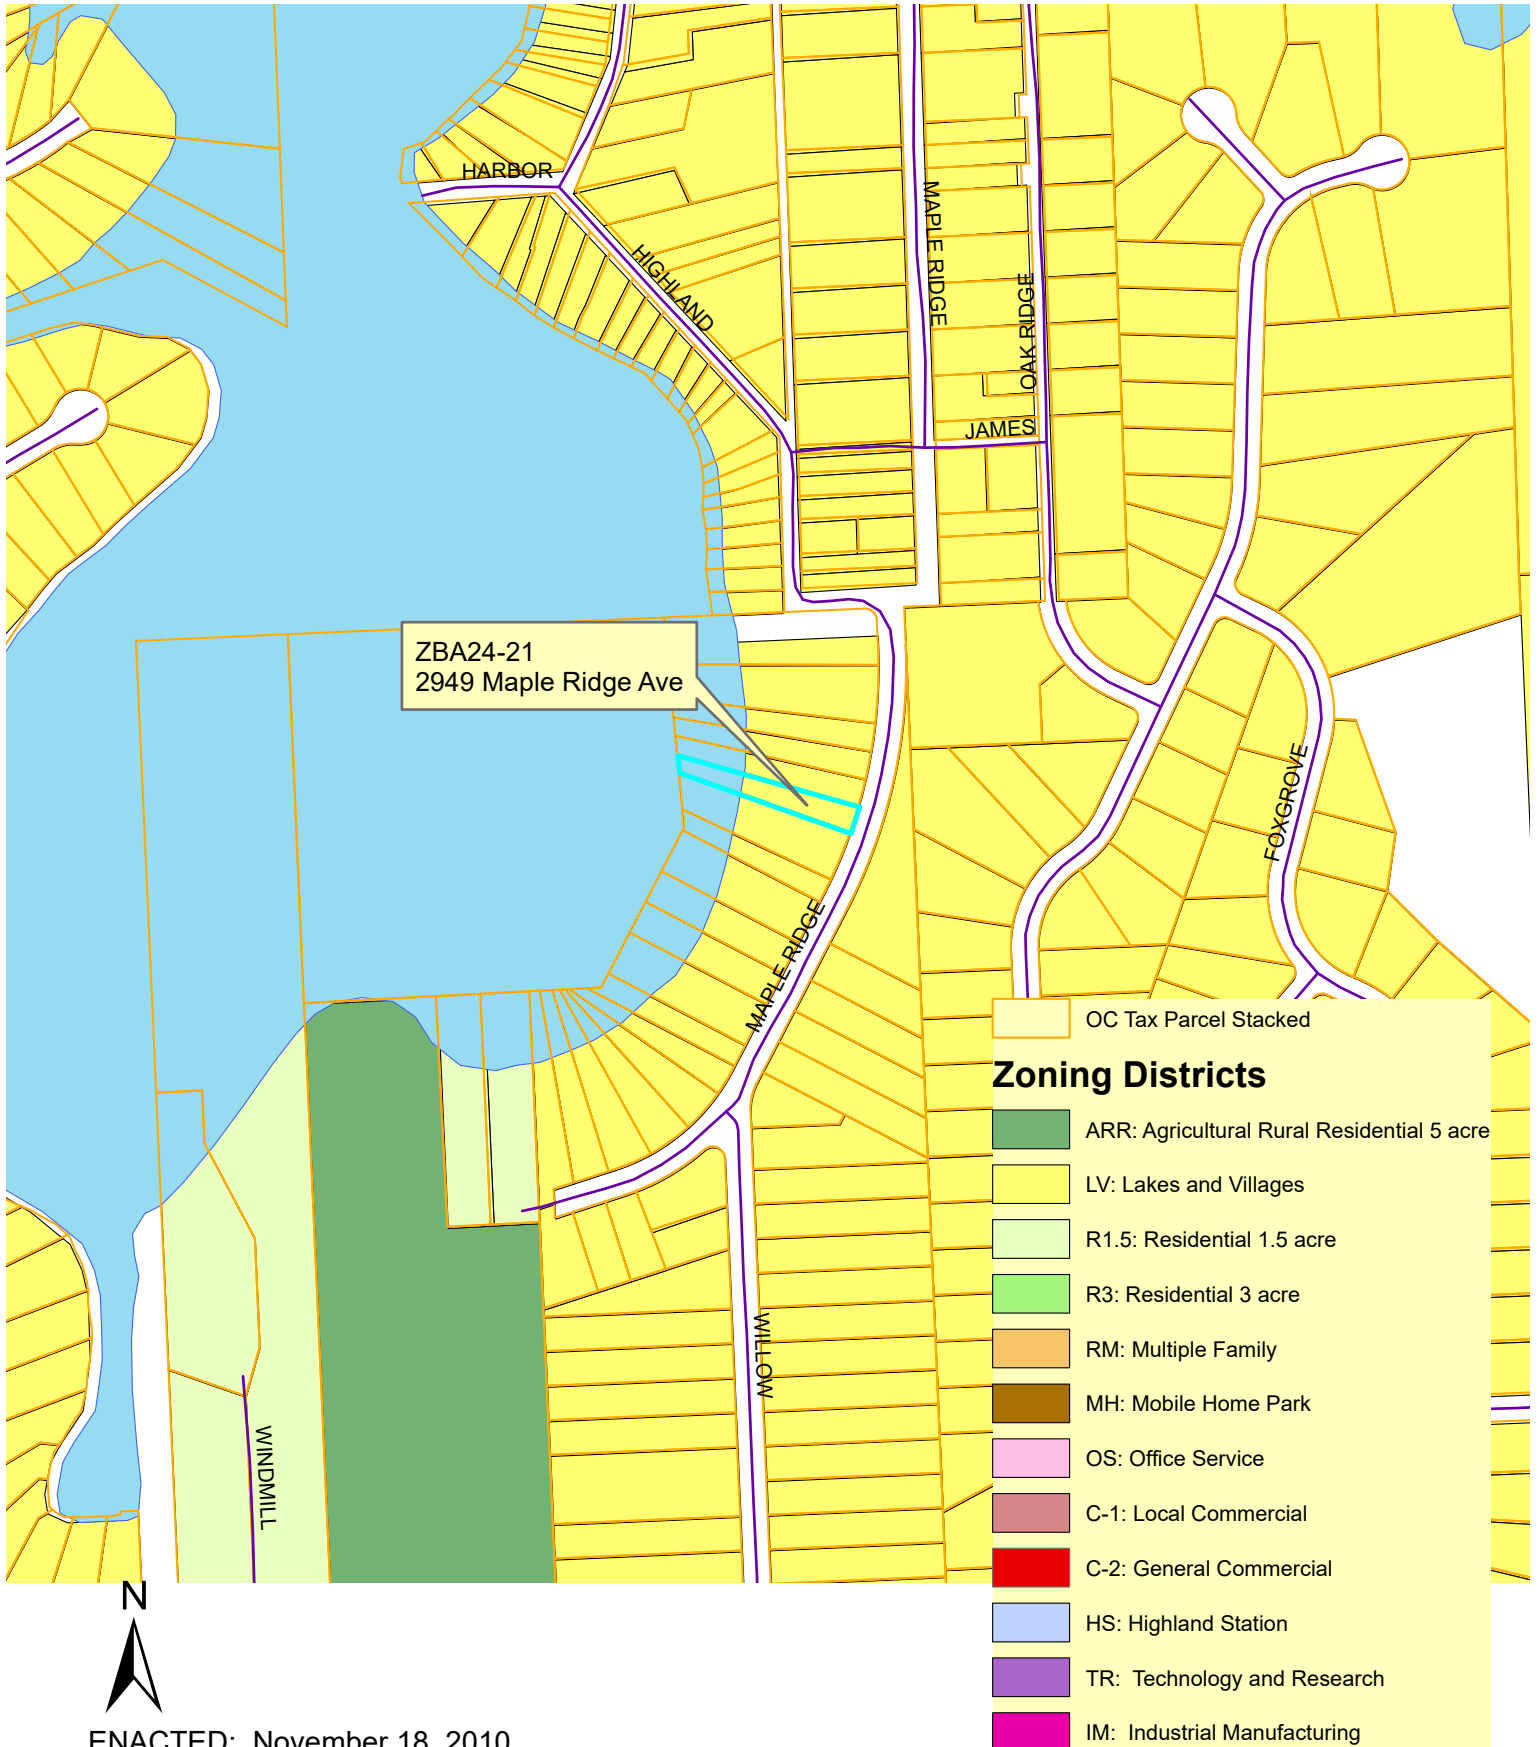 HARBOR
HIGHLAND
MAPLE RIDGE
OAK RIDGE
JAMES
ZBA24-21
2949 Maple Ridge Ave
FOXGROVE
MAPLE RIDGE
WILLOW
WINDMILL
OC Tax Parcel Stacked
Zoning Districts
ARR: Agricultural Rural Residential 5 acre
LV: Lakes and Villages
R1.5: Residential 1.5 acre
R3: Residential 3 acre
RM: Multiple Family
MH: Mobile Home Park
OS: Office Service
C-1: Local Commercial
C-2: General Commercial
HS: Highland Station
TR: Technology and Research
IM: Industrial Manufacturing
N
ENACTED: November 18, 2010